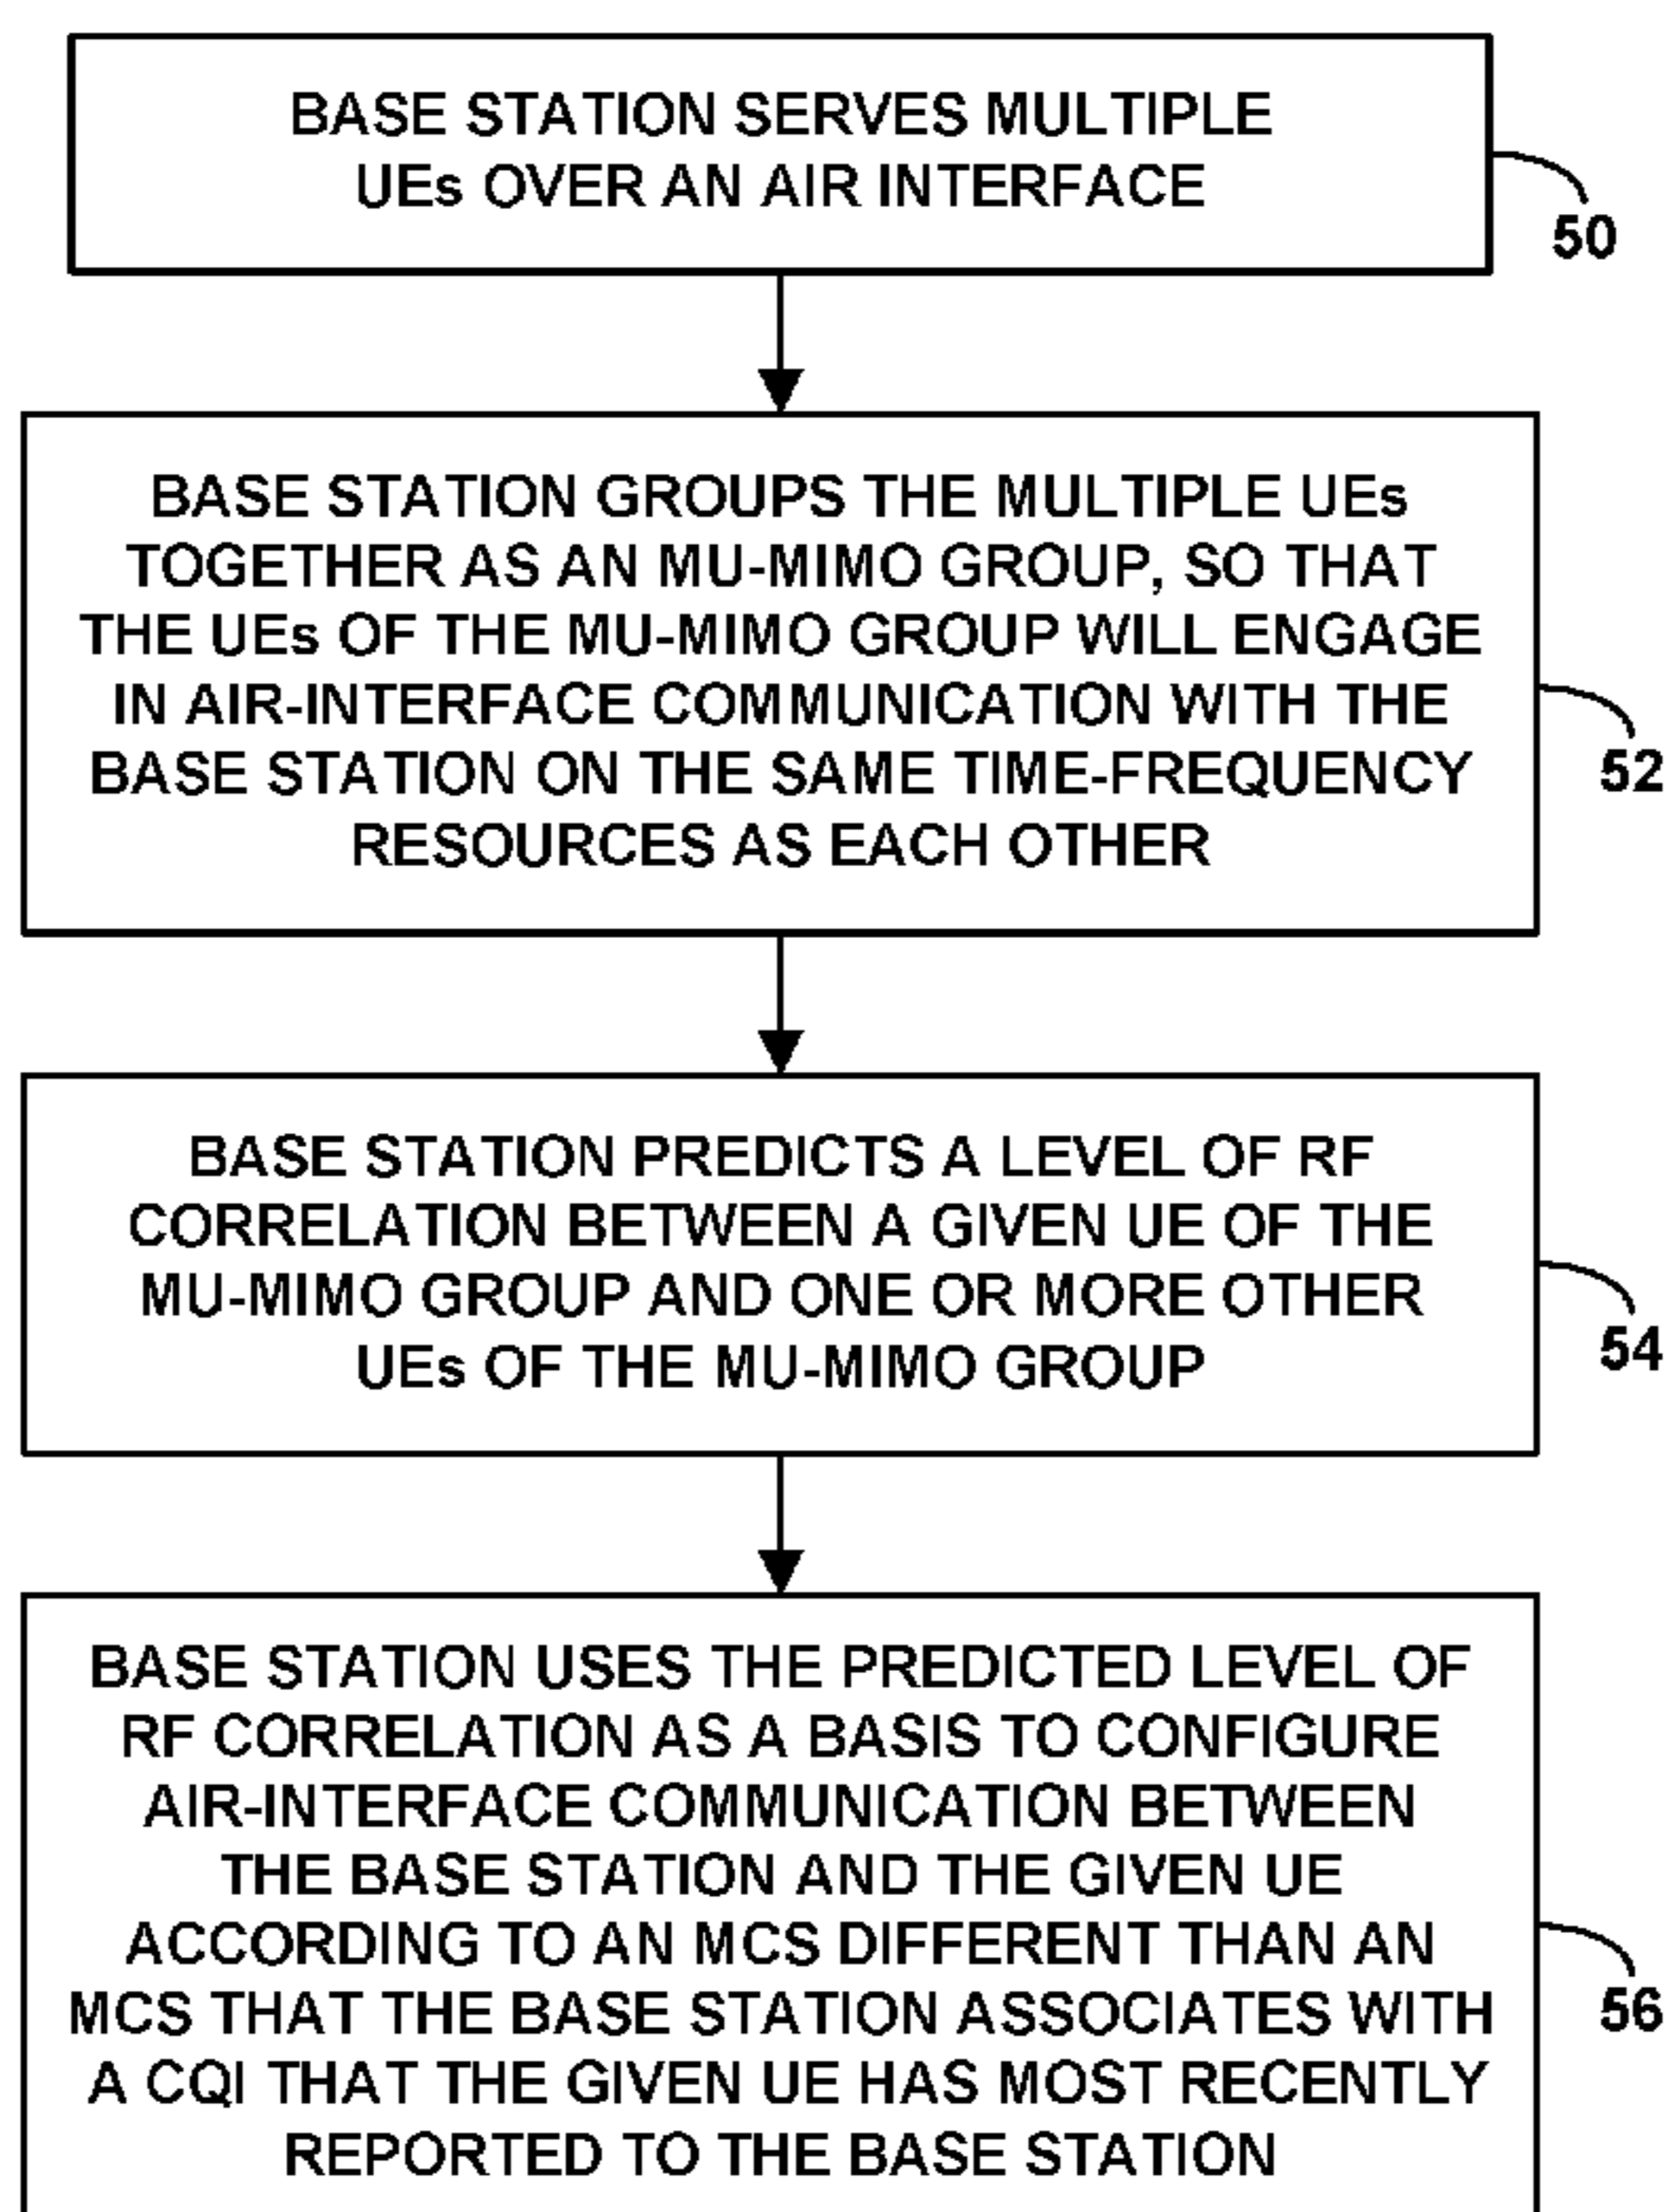 BASE STATION SERVES MULTIPLE
UEs OVER AN AIR INTERFACE
50
BASE STATION GROUPS THE MULTIPLE UEs
TOGETHER AS AN MU-MIMO GROUP, SO THAT
THE UEs OF THE MU-MIMO GROUP WILL ENGAGE
IN AIR-INTERFACE COMMUNICATION WITH THE
BASE STATION ON THE SAME TIME-FREQUENCY
RESOURCES AS EACH OTHER
52
BASE STATION PREDICTS A LEVEL OF RF
CORRELATION BETWEEN A GIVEN UE OF THE
MU-MIMO GROUP AND ONE OR MORE OTHER
UEs OF THE MU-MIMO GROUP
54
BASE STATION USES THE PREDICTED LEVEL OF
RF CORRELATION AS A BASIS TO CONFIGURE
AIR-INTERFACE COMMUNICATION BETWEEN
THE BASE STATION AND THE GIVEN UE
ACCORDING TO AN MCS DIFFERENT THAN AN
MCS THAT THE BASE STATION ASSOCIATES WITH
A CQI THAT THE GIVEN UE HAS MOST RECENTLY
REPORTED TO THE BASE STATION
56